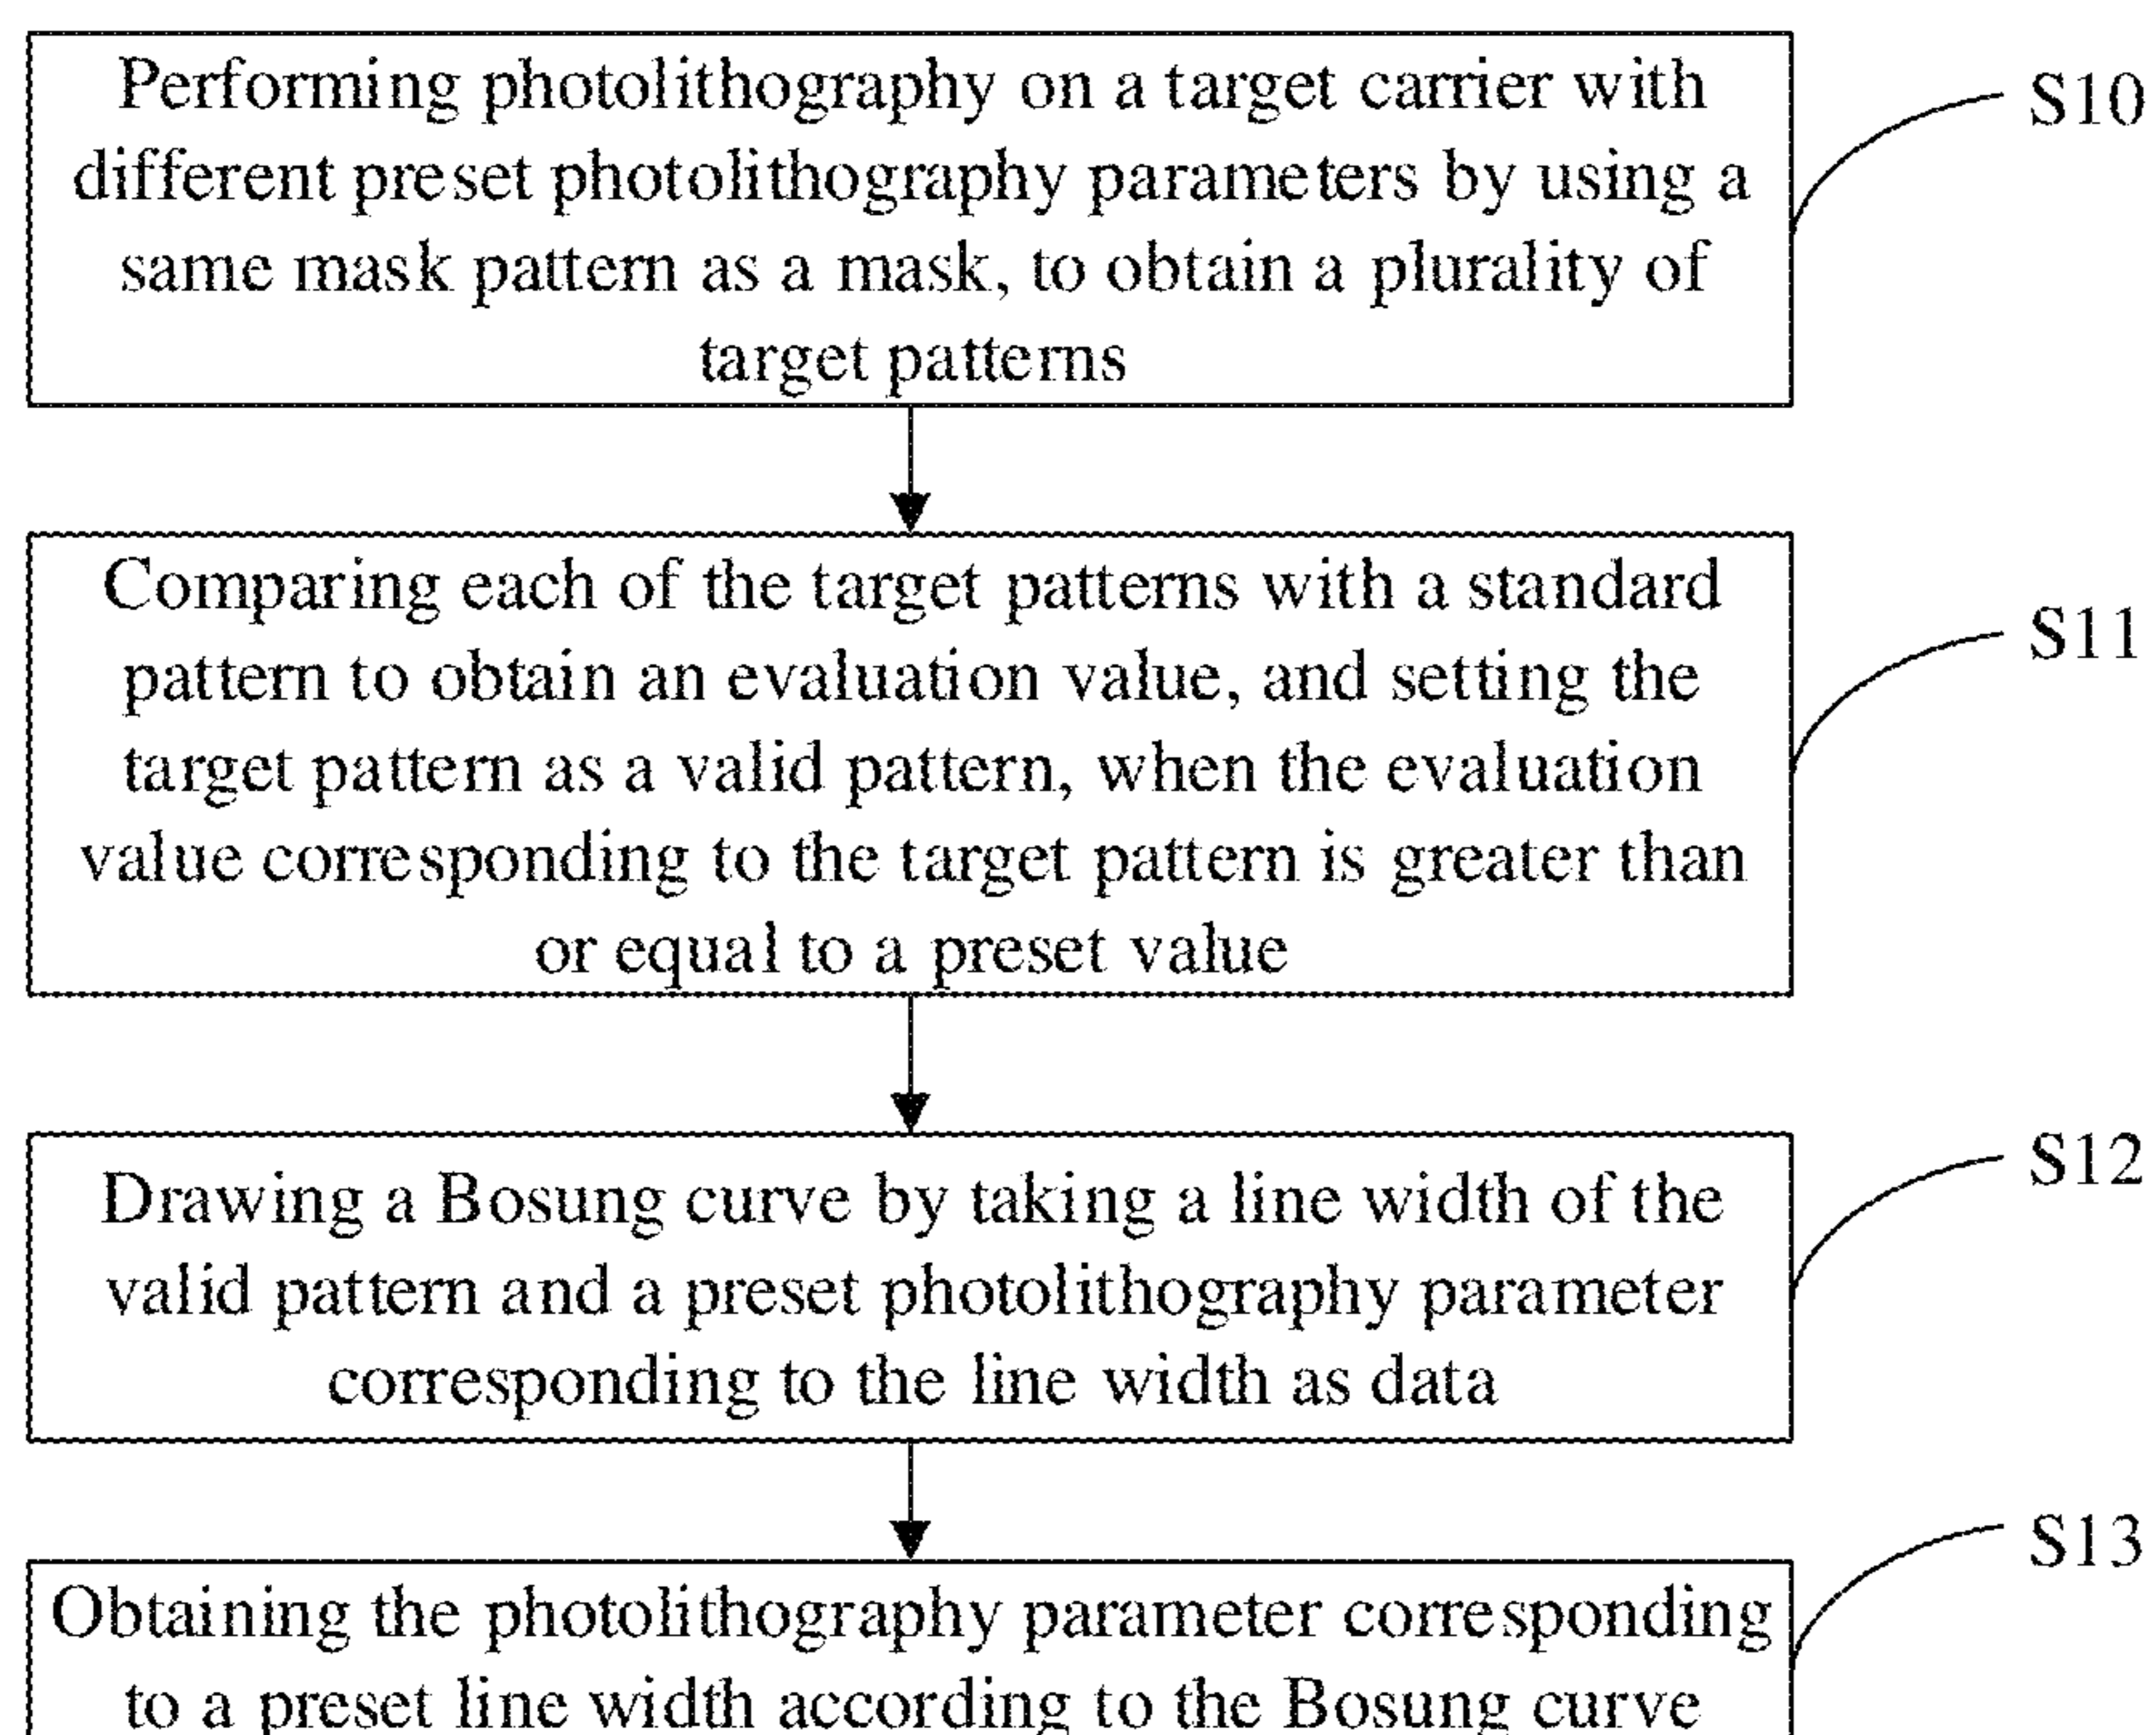 Performing photolithography on a target carrier with
different preset photolithography parameters by using a
same mask pattern as a mask, to obtain a plurality of
target patterns
S10
Comparing each of the target patterns with a standard
pattern to obtain an evaluation value, and setting the
target pattern as a valid pattern, when the evaluation
value corresponding to the target pattern is greater than
or equal to a preset value
S11
Drawing a Bosung curve by taking a line width of the
valid pattern and a preset photolithography parameter
corresponding to the line width as data
S12
Obtaining the photolithography parameter corresponding
to a preset line width according to the Bosung curve
S13